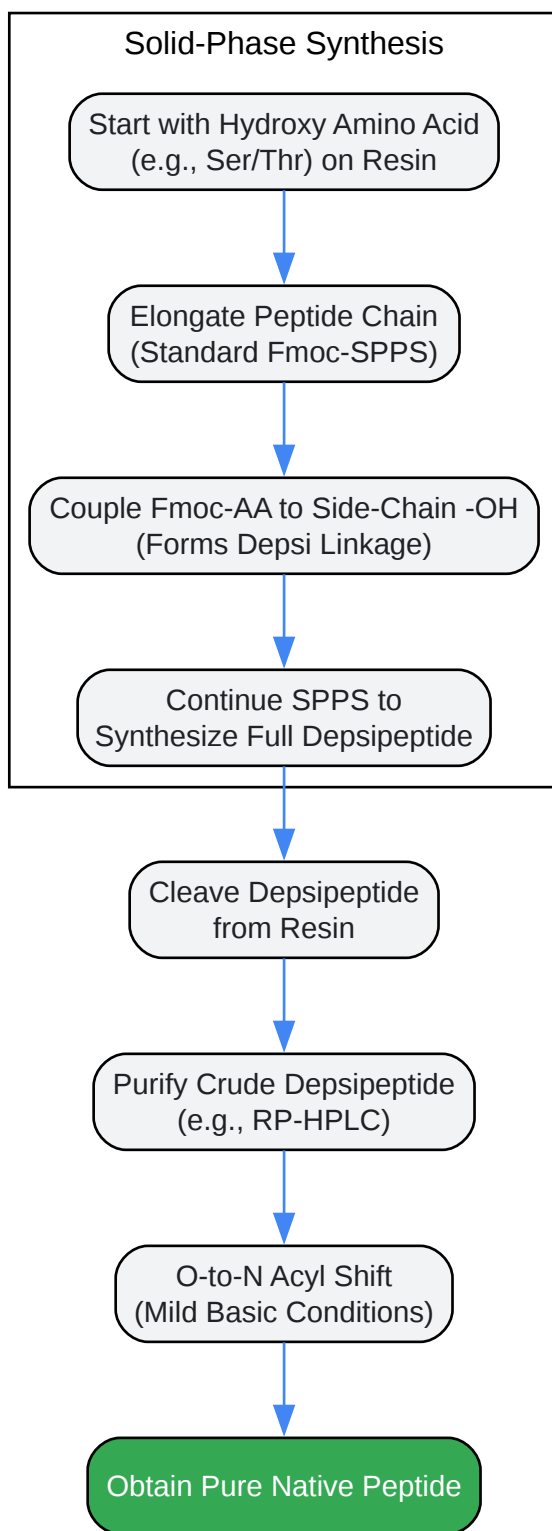 Solid-Phase Synthesis
Start with Hydroxy Amino Acid
(e.g., Ser/Thr) on Resin
Elongate Peptide Chain
(Standard Fmoc-SPPS)
Couple Fmoc-AA to Side-Chain -OH
(Forms Depsi Linkage)
Continue SPPS to
Synthesize Full Depsipeptide
Cleave Depsipeptide
from Resin
Purify Crude Depsipeptide
(e.g., RP-HPLC)
O-to-N Acyl Shift
(Mild Basic Conditions)
Obtain Pure Native Peptide